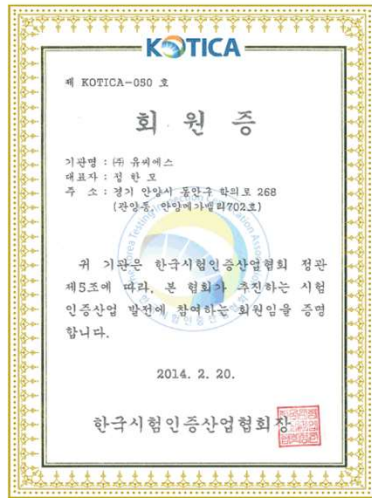 KOTICA
제 KOTICA-050 호
회 원 증
기관명 : ㈜ 유씨에스
대표자 : 정 한 모
주 소 : 경기 안양시 동안구 학의로 268
(관양동, 안양메가밸리702호)
귀 기관은 한국시험인증산업협회 정관
제5조에 따라, 본 협회가 추진하는 시험
인증산업 발전에 참여하는 회원임을 증명
합니다.
2014. 2. 20.
한국시험인증산업협회장